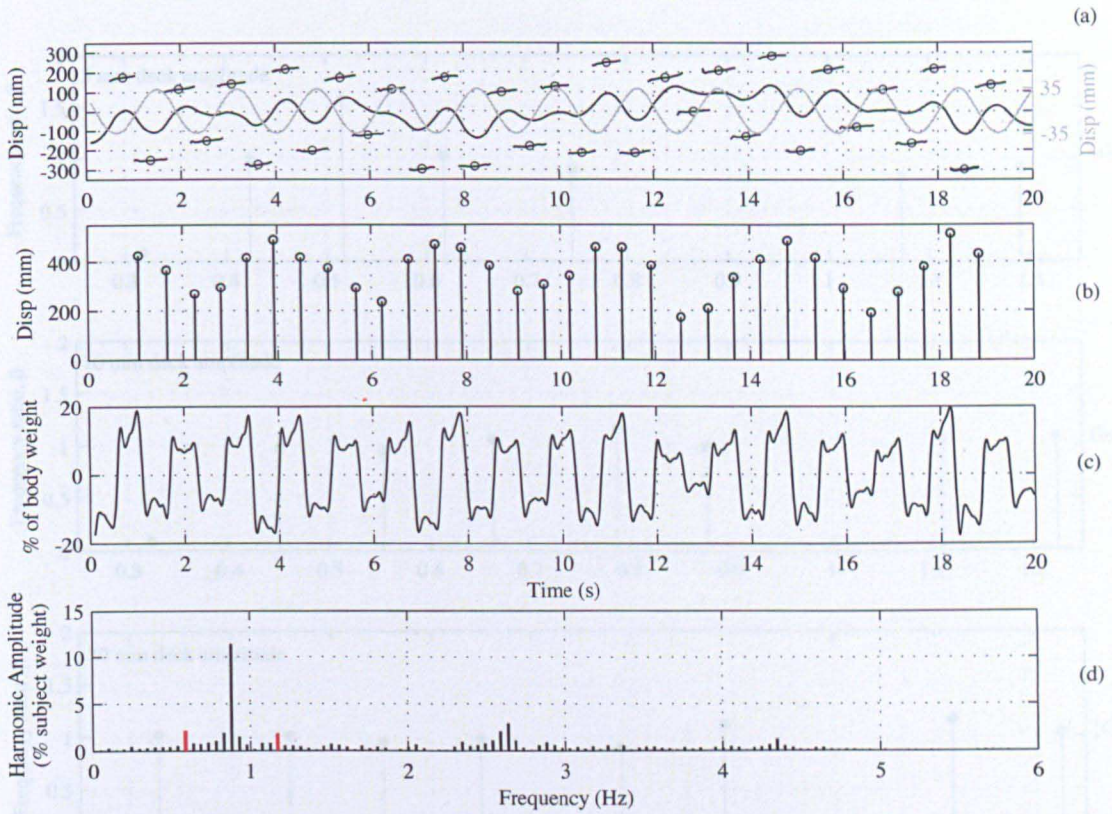 (a)
300
200
100
0
-100
-200
-300
Disp (mm)
35
-35
Disp (mm)
0 2 4 6 8 10 12 14 16 18 20
400
200
0
Disp (mm)
(b)
0 2 4 6 8 10 12 14 16 18 20
20
0
-20
% of body weight
(c)
0 2 4 6 8 10 12 14 16 18 20
Time (s)
15
10
5
0
Harmonic Amplitude
(% subject weight)
(d)
0 1 2 3 4 5 6
Frequency (Hz)